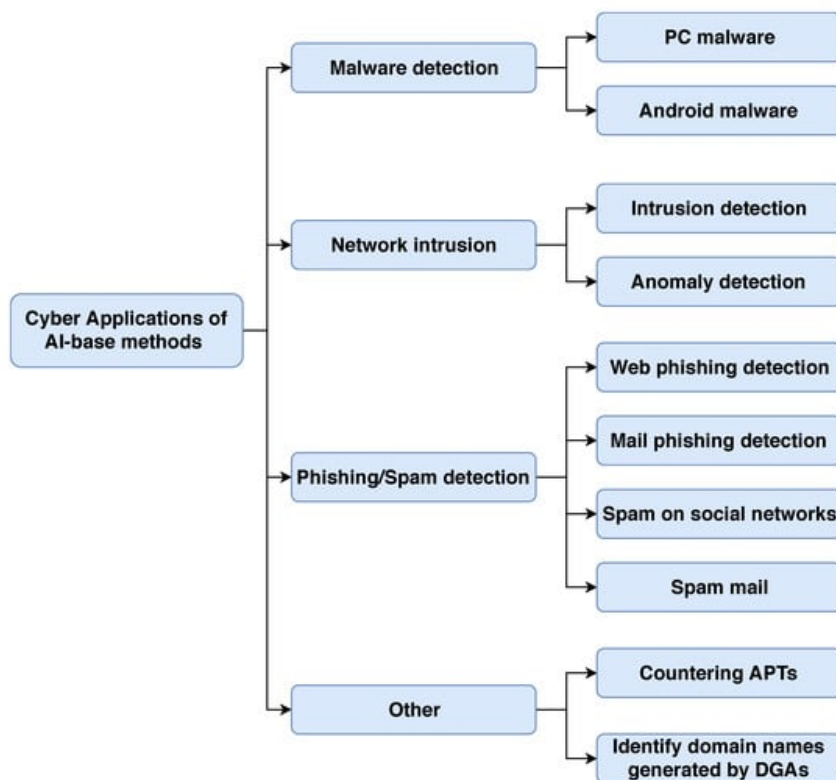 Cyber Applications of
AI-base methods
Malware detection
PC malware
Android malware
Network intrusion
Intrusion detection
Anomaly detection
Phishing/Spam detection
Web phishing detection
Mail phishing detection
Spam on social networks
Spam mail
Other
Countering APTs
Identify domain names
generated by DGAs